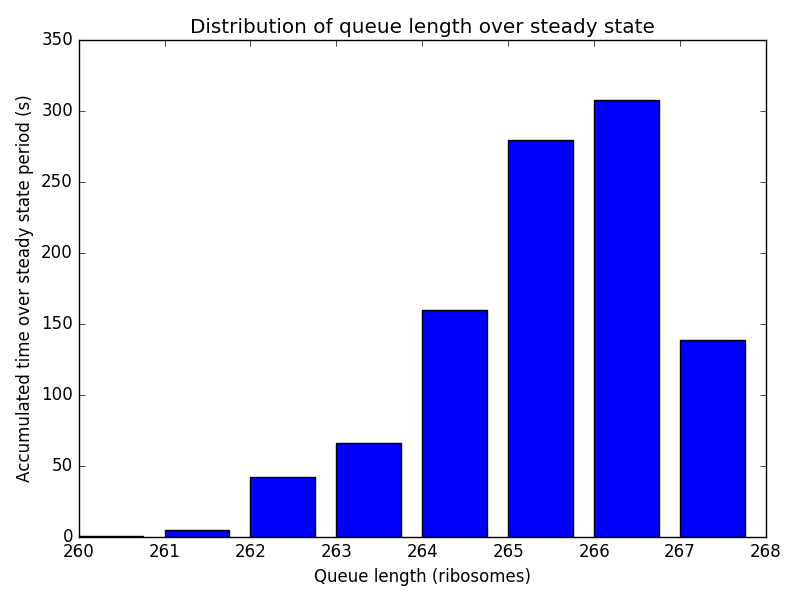 Distribution of queue length over steady state
350
300
250
200
150
100
50
0
Accumulated time over steady state period (s)
260 261 262 263 264 265 266 267 268
Queue length (ribosomes)